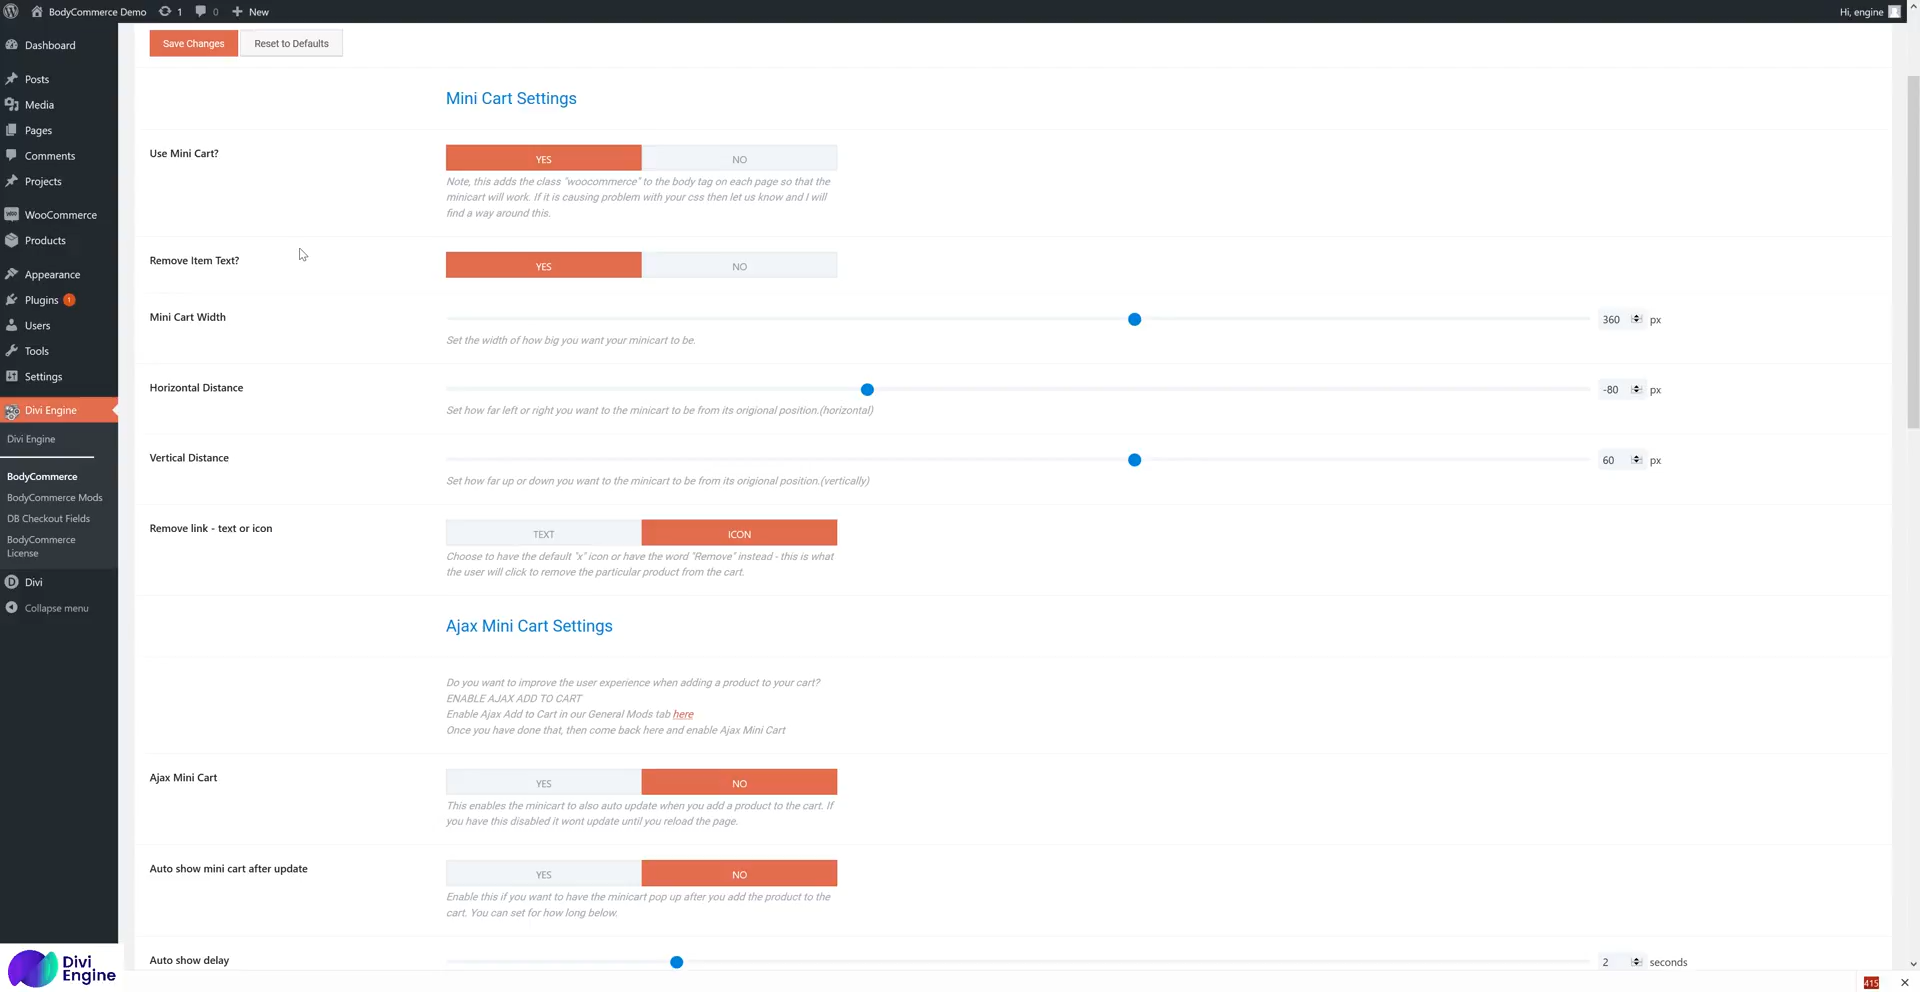 BodyCommerce Demo 1 0 New Hi, engine
Save Changes Reset to Defaults
Dashboard
Posts
Media
Pages
Comments
Projects
WooCommerce
Products
Appearance
Plugins 1
Users
Tools
Settings
Divi Engine
Divi Engine
BodyCommerce
BodyCommerce Mods
DB Checkout Fields
BodyCommerce
License
Divi
Collapse menu
Divi
Engine
Mini Cart Settings
Use Mini Cart?
YES NO
Note, this adds the class "woocommerce" to the body tag on each page so that the
minicart will work. If it is causing problem with your css then let us know and I will
find a way around this.
Remove Item Text?
YES NO
Mini Cart Width
360 px
Set the width of how big you want your minicart to be.
Horizontal Distance
-80 px
Set how far left or right you want to the minicart to be from its origional position.(horizontal)
Vertical Distance
60 px
Set how far up or down you want to the minicart to be from its origional position.(vertically)
Remove link - text or icon
TEXT ICON
Choose to have the default "x" icon or have the word "Remove" instead - this is what
the user will click to remove the particular product from the cart.
Ajax Mini Cart Settings
Do you want to improve the user experience when adding a product to your cart?
ENABLE AJAX ADD TO CART
Enable Ajax Add to Cart in our General Mods tab here
Once you have done that, then come back here and enable Ajax Mini Cart
Ajax Mini Cart
YES NO
This enables the minicart to also auto update when you add a product to the cart. If
you have this disabled it wont update until you reload the page.
Auto show mini cart after update
YES NO
Enable this if you want to have the minicart pop up after you add the product to the
cart. You can set for how long below.
Auto show delay
2 seconds
415